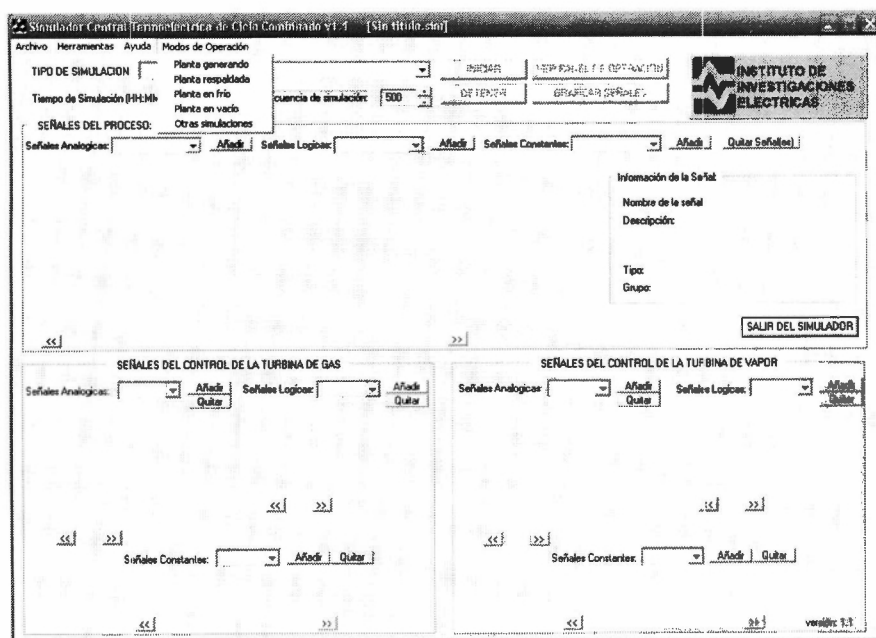 Simulador Central Termoelectrica de Ciclo Combinado v1.1 [Sin titulo.sim]
Archivo Herramientas Ayuda Modos de Operación
Planta generando
Planta respaldada
Planta en frio
Planta en vacio
Otras simulaciones
TIPO DE SIMULACION
INICIAR
DETENER
GRAFICAR SEÑALES
INSTITUTO DE
INVESTIGACIONES
ELECTRICAS
Tiempo de Simulación (HH:MM
cuencia de simulación: 500
SEÑALES DEL PROCESO:
Señales Analogicas: Añadir Señales Logicas: Añadir Señales Constantes: Añadir Quitar Señal(es)
Información de la Señal:
Nombre de la señal
Descripción:
Tipo:
Grupo:
<< >>
SALIR DEL SIMULADOR
SEÑALES DEL CONTROL DE LA TURBINA DE GAS
Señales Analogicas: Añadir Señales Logicas: Añadir
Quitar Quitar
<< >>
<< >>
Señales Constantes: Añadir Quitar
<< >>
SEÑALES DEL CONTROL DE LA TURBINA DE VAPOR
Señales Analogicas: Añadir Señales Logicas: Añadir
Quitar Quitar
<< >>
<< >>
Señales Constantes: Añadir Quitar
<< >>
versión: 1.1